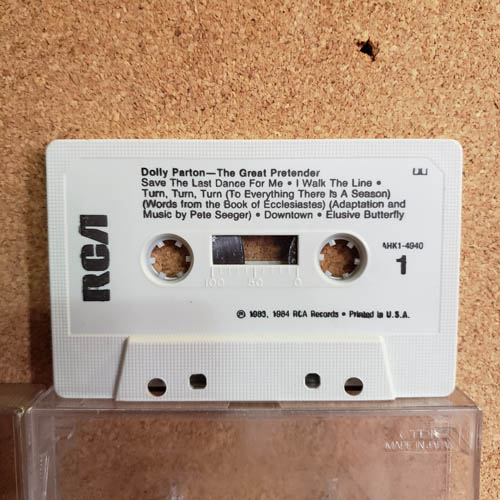 Dolly Parton—The Great Pretender
Save The Last Dance For Me • I Walk The Line •
Turn, Turn, Turn (To Everything There Is A Season)
(Words from the Book of Ecclesiastes) (Adaptation and
Music by Pete Seeger) • Downtown • Elusive Butterfly
RCA
AHK1-4940
1
100 50 0
℗ 1983, 1984 RCA Records • Printed in U.S.A.
MADE IN JAPAN